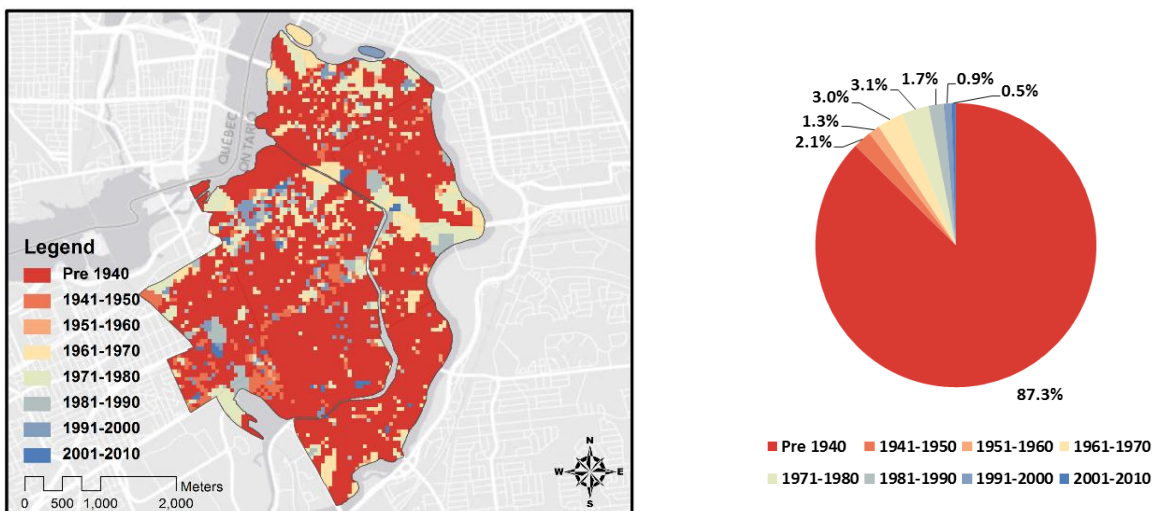 QUÉBEC
ONTARIO
Legend
Pre 1940
1941-1950
1951-1960
1961-1970
1971-1980
1981-1990
1991-2000
2001-2010
Meters
0 500 1,000 2,000
N
W E
S
3.1%
1.7%
0.9%
3.0%
0.5%
1.3%
2.1%
87.3%
Pre 1940 1941-1950 1951-1960 1961-1970
1971-1980 1981-1990 1991-2000 2001-2010